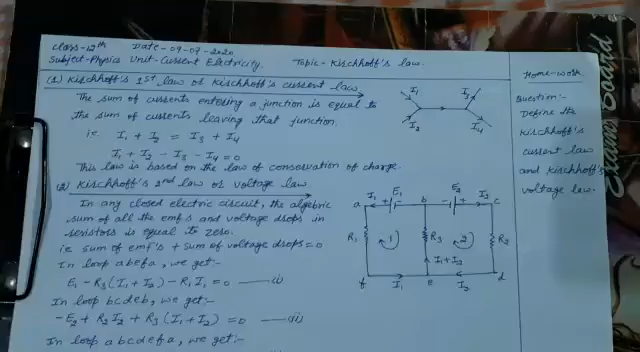 Class-12th Date-09-07-2020
Subject-Physics Unit-Current Electricity. Topic-Kirchhoff's law.
(1) Kirchhoff's 1st law or Kirchhoff's current law
The sum of currents entering a junction is equal to
the sum of currents leaving that junction.
i.e I₁ + I₂ = I₃ + I₄
I₁ + I₂ - I₃ - I₄ = 0
This law is based on the law of conservation of charge.
I₁ I₃
I₂ I₄
(2) Kirchhoff's 2nd law or voltage law
In any closed electric circuit, the algebraic
sum of all the emf's and voltage drops in
resistors is equal to zero.
i.e sum of emf's + sum of voltage drops = 0
In loop abefa, we get:-
E₁ - R₃(I₁ + I₂) - R₁I₁ = 0 —(i)
In loop bcdeb, we get:-
-E₂ + R₂I₂ + R₃(I₁ + I₂) = 0 —(ii)
In loop abcdefa, we get:-
a I₁ + E₁ - b - E₂ + I₂ c
R₁ 1 R₃ 2 R₂
I₁+I₂
f I₁ e I₂ d
Home-work
Question:-
Define the
Kirchhoff's
current law
and Kirchhoff's
voltage law.
Exams Board